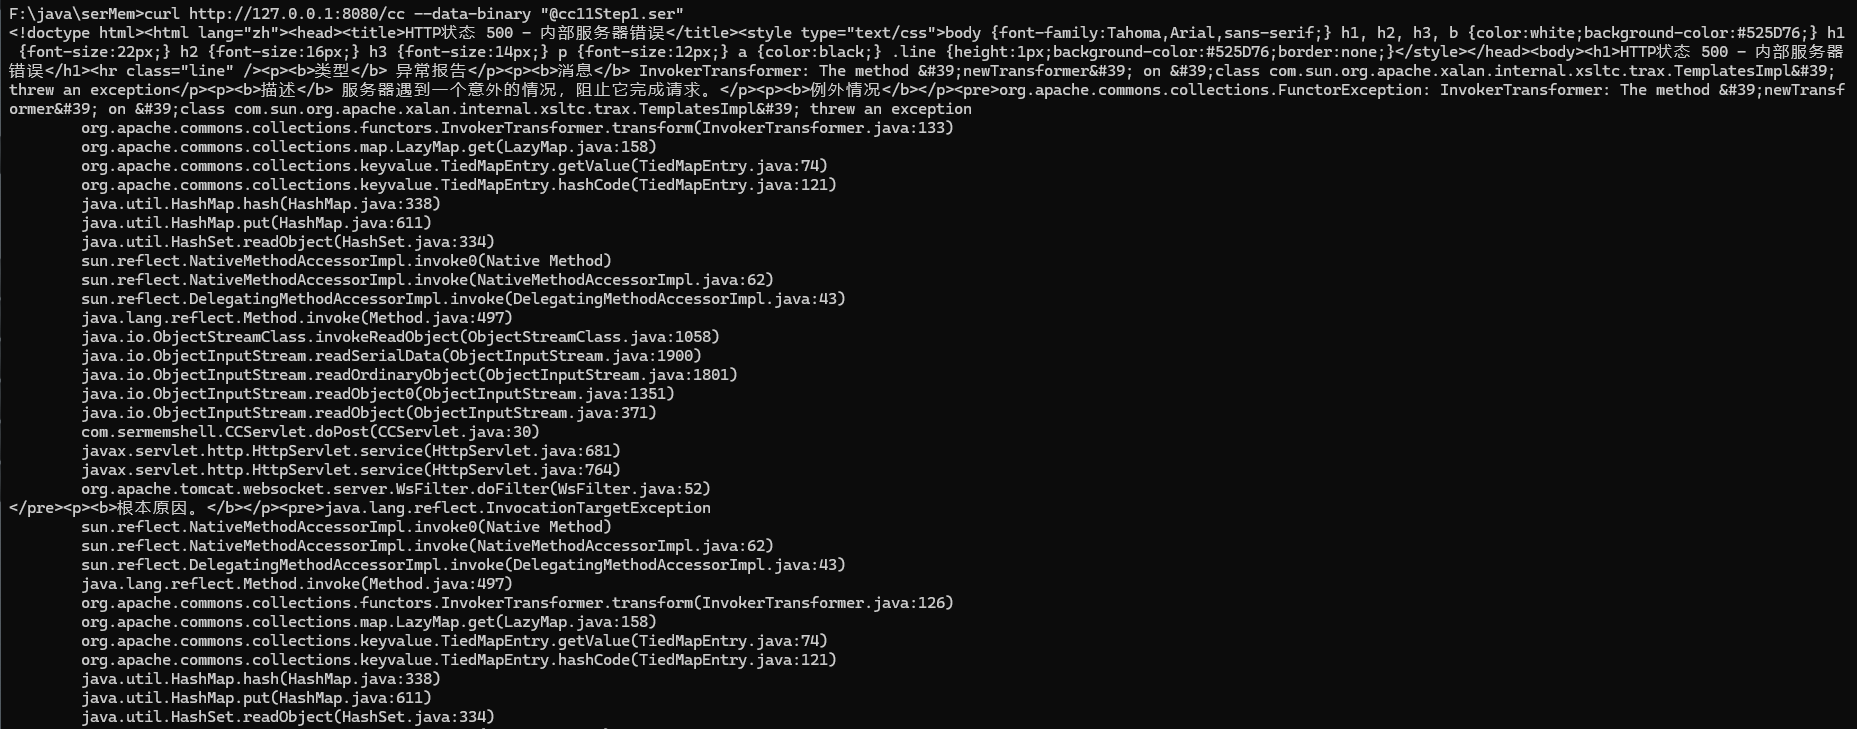 F:\java\serMem>curl http://127.0.0.1:8080/cc --data-binary "@cc11Step1.ser"
<!doctype html><html lang="zh"><head><title>HTTP状态 500 - 内部服务器错误</title><style type="text/css">body {font-family:Tahoma,Arial,sans-serif;} h1, h2, h3, b {color:white;background-color:#525D76;} h1
 {font-size:22px;} h2 {font-size:16px;} h3 {font-size:14px;} p {font-size:12px;} a {color:black;} .line {height:1px;background-color:#525D76;border:none;}</style></head><body><h1>HTTP状态 500 - 内部服务器
错误</h1><hr class="line" /><p><b>类型</b> 异常报告</p><p><b>消息</b> InvokerTransformer: The method &#39;newTransformer&#39; on &#39;class com.sun.org.apache.xalan.internal.xsltc.trax.TemplatesImpl&#39;
threw an exception</p><p><b>描述</b> 服务器遇到一个意外的情况，阻止它完成请求。</p><p><b>例外情况</b></p><pre>org.apache.commons.collections.FunctorException: InvokerTransformer: The method &#39;newTransf
ormer&#39; on &#39;class com.sun.org.apache.xalan.internal.xsltc.trax.TemplatesImpl&#39; threw an exception
org.apache.commons.collections.functors.InvokerTransformer.transform(InvokerTransformer.java:133)
org.apache.commons.collections.map.LazyMap.get(LazyMap.java:158)
org.apache.commons.collections.keyvalue.TiedMapEntry.getValue(TiedMapEntry.java:74)
org.apache.commons.collections.keyvalue.TiedMapEntry.hashCode(TiedMapEntry.java:121)
java.util.HashMap.hash(HashMap.java:338)
java.util.HashMap.put(HashMap.java:611)
java.util.HashSet.readObject(HashSet.java:334)
sun.reflect.NativeMethodAccessorImpl.invoke0(Native Method)
sun.reflect.NativeMethodAccessorImpl.invoke(NativeMethodAccessorImpl.java:62)
sun.reflect.DelegatingMethodAccessorImpl.invoke(DelegatingMethodAccessorImpl.java:43)
java.lang.reflect.Method.invoke(Method.java:497)
java.io.ObjectStreamClass.invokeReadObject(ObjectStreamClass.java:1058)
java.io.ObjectInputStream.readSerialData(ObjectInputStream.java:1900)
java.io.ObjectInputStream.readOrdinaryObject(ObjectInputStream.java:1801)
java.io.ObjectInputStream.readObject0(ObjectInputStream.java:1351)
java.io.ObjectInputStream.readObject(ObjectInputStream.java:371)
com.sermemshell.CCServlet.doPost(CCServlet.java:30)
javax.servlet.http.HttpServlet.service(HttpServlet.java:681)
javax.servlet.http.HttpServlet.service(HttpServlet.java:764)
org.apache.tomcat.websocket.server.WsFilter.doFilter(WsFilter.java:52)
</pre><p><b>根本原因。</b></p><pre>java.lang.reflect.InvocationTargetException
sun.reflect.NativeMethodAccessorImpl.invoke0(Native Method)
sun.reflect.NativeMethodAccessorImpl.invoke(NativeMethodAccessorImpl.java:62)
sun.reflect.DelegatingMethodAccessorImpl.invoke(DelegatingMethodAccessorImpl.java:43)
java.lang.reflect.Method.invoke(Method.java:497)
org.apache.commons.collections.functors.InvokerTransformer.transform(InvokerTransformer.java:126)
org.apache.commons.collections.map.LazyMap.get(LazyMap.java:158)
org.apache.commons.collections.keyvalue.TiedMapEntry.getValue(TiedMapEntry.java:74)
org.apache.commons.collections.keyvalue.TiedMapEntry.hashCode(TiedMapEntry.java:121)
java.util.HashMap.hash(HashMap.java:338)
java.util.HashMap.put(HashMap.java:611)
java.util.HashSet.readObject(HashSet.java:334)